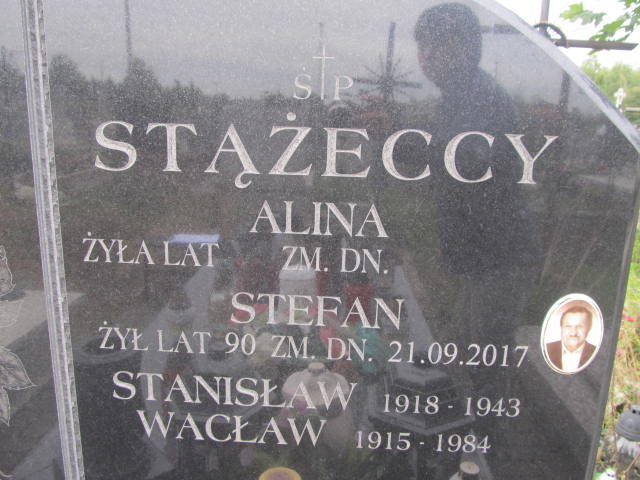 Ś P
STĄŻECCY
ALINA
ŻYŁA LAT ZM. DN.
STEFAN
ŻYŁ LAT 90 ZM. DN. 21.09.2017
STANISŁAW 1918 - 1943
WACŁAW 1915 - 1984